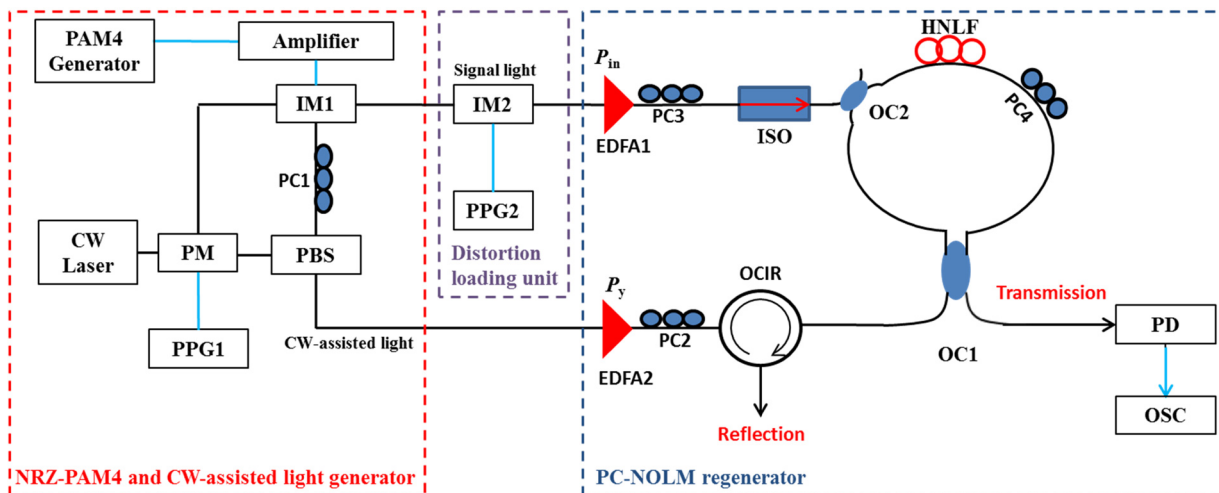 PAM4
Generator
Amplifier
IM1
PC1
CW
Laser
PM
PBS
PPG1
CW-assisted light
NRZ-PAM4 and CW-assisted light generator
Signal light
IM2
PPG2
Distortion
loading unit
Pin
EDFA1
PC3
ISO
OC2
HNLF
PC4
Py
EDFA2
PC2
OCIR
Reflection
OC1
Transmission
PD
OSC
PC-NOLM regenerator